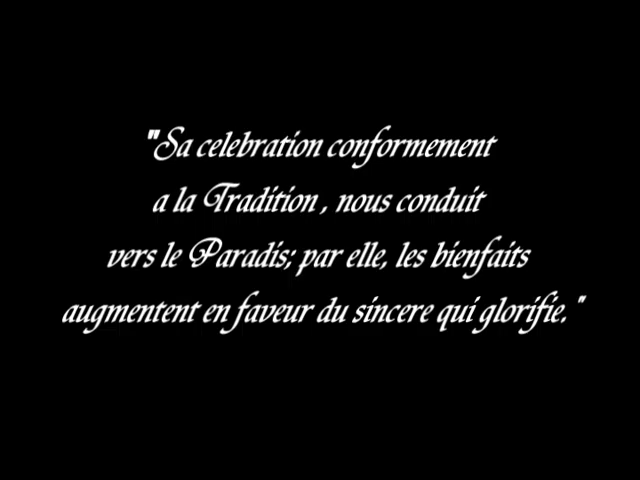 "Sa celebration conformement
a la Tradition , nous conduit
vers le Paradis; par elle, les bienfaits
augmentent en faveur du sincere qui glorifie."